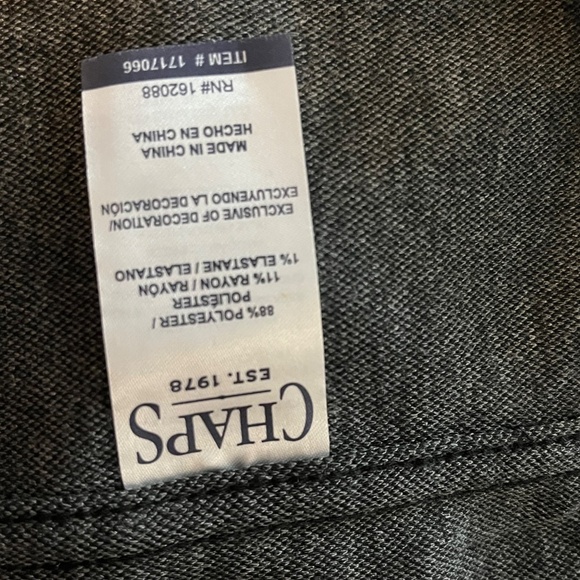 CHAPS
EST. 1978
88% POLYESTER /
POLIÉSTER
11% RAYON / RAYÓN
1% ELASTANE / ELASTANO
EXCLUSIVE OF DECORATION/
EXCLUYENDO LA DECORACIÓN
MADE IN CHINA
HECHO EN CHINA
RN# 162088
ITEM # 1717066